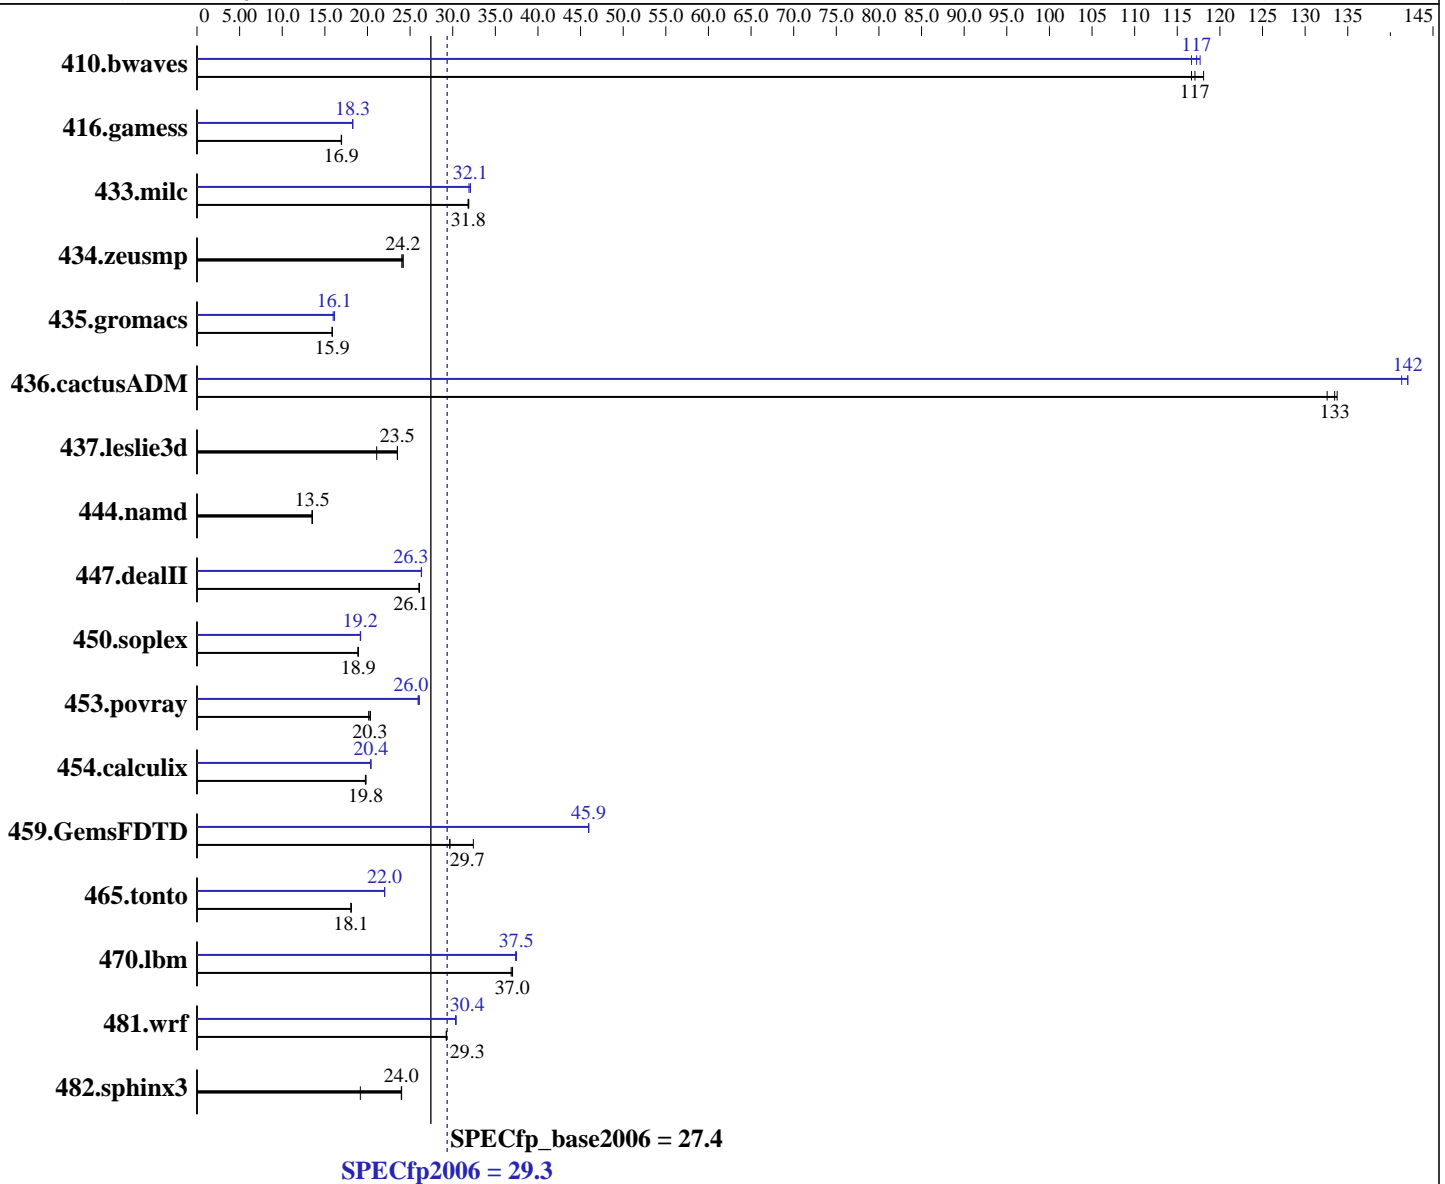 0 5.00 10.0 15.0 20.0 25.0 30.0 35.0 40.0 45.0 50.0 55.0 60.0 65.0 70.0 75.0 80.0 85.0 90.0 95.0 100 105 110 115 120 125 130 135 145
117
410.bwaves
117
18.3
416.gamess
16.9
32.1
433.milc
31.8
24.2
434.zeusmp
16.1
435.gromacs
15.9
142
436.cactusADM
133
23.5
437.leslie3d
13.5
444.namd
26.3
447.dealII
26.1
19.2
450.soplex
18.9
26.0
453.povray
20.3
20.4
454.calculix
19.8
45.9
459.GemsFDTD
29.7
22.0
465.tonto
18.1
37.5
470.lbm
37.0
30.4
481.wrf
29.3
24.0
482.sphinx3
SPECfp_base2006 = 27.4
SPECfp2006 = 29.3